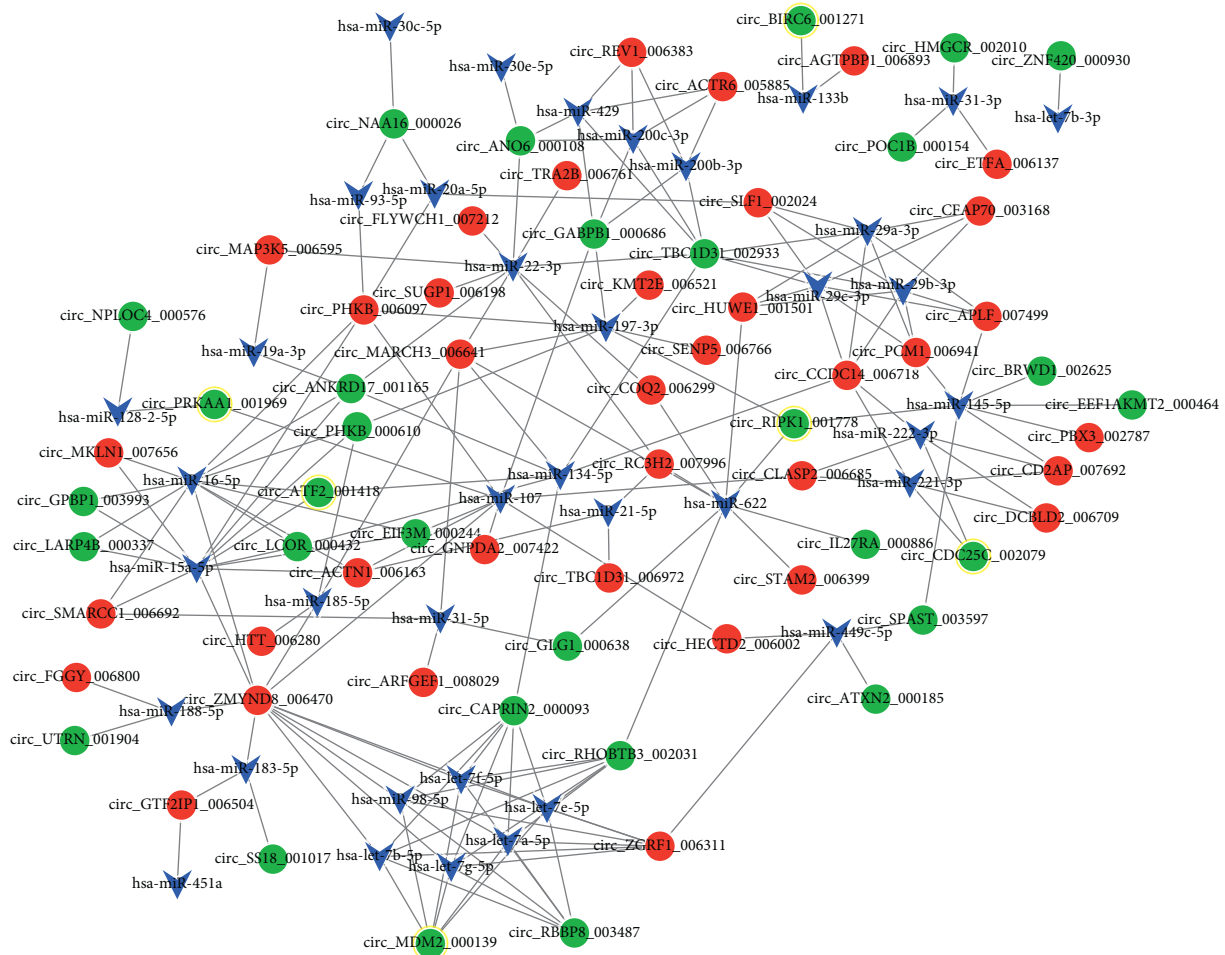 circ_BIRC6_001271
hsa-miR-30c-5p
circ_REV1_006383
circ_HMGCR_002010
circ_AGTPBP1_006893
circ_ZNF420_000930
hsa-miR-30e-5p
circ_ACTR6_005885
hsa-miR-133b
hsa-miR-31-3p
hsa-miR-429
hsa-let-7b-3p
circ_NAA16_000026
hsa-miR-200c-3p
circ_ANO6_000108
circ_POC1B_000154
hsa-miR-200b-3p
circ_ETFA_006137
circ_TRA2B_006761
hsa-miR-20a-5p
hsa-miR-93-5p
circ_SLF1_002024
circ_CFAP70_003168
circ_FLYWCH1_007212
hsa-miR-29a-3p
circ_GABPB1_000686
circ_MAP3K5_006595
circ_TBC1D31_002933
hsa-miR-22-3p
circ_KMT2E_006521
hsa-miR-29b-3p
circ_SUGP1_006198
hsa-miR-29c-3p
circ_PHKB_006097
circ_HUWE1_001501
circ_NPLOC4_000576
circ_APLF_007499
hsa-miR-197-3p
hsa-miR-19a-3p
circ_MARCH3_006641
circ_SENP5_006766
circ_PCM1_006941
circ_BRWD1_002625
circ_CCDC14_006718
circ_ANKRD17_001165
circ_COQ2_006299
circ_PRKAA1_001969
hsa-miR-128-2-5p
hsa-miR-145-5p
circ_EEF1AKMT2_000464
circ_RIPK1_001778
circ_PHKB_000610
hsa-miR-222-3p
circ_PBX3_002787
circ_MKLN1_007656
circ_RC3H2_007996
circ_CD2AP_007692
hsa-miR-134-5p
circ_CLASP2_006685
hsa-miR-16-5p
hsa-miR-221-3p
circ_ATF2_001418
circ_GPBP1_003993
hsa-miR-107
hsa-miR-622
hsa-miR-21-5p
circ_DCBLD2_006709
circ_EIF3M_000244
circ_LARP4B_000337
circ_LCOR_000432
circ_GNPDA2_007422
circ_IL27RA_000886
circ_CDC25C_002079
hsa-miR-15a-5p
circ_ACTN1_006163
circ_TBC1D31_006972
circ_STAM2_006399
hsa-miR-185-5p
circ_SMARCC1_006692
hsa-miR-31-5p
circ_SPAST_003597
hsa-miR-449c-5p
circ_HTT_006280
circ_GLG1_000638
circ_HECTD2_006002
circ_FGGY_006800
circ_ARFGEF1_008029
circ_ZMYND8_006470
circ_ATXN2_000185
hsa-miR-188-5p
circ_CAPRIN2_000093
circ_UTRN_001904
circ_RHOBTB3_002031
hsa-miR-183-5p
hsa-let-7f-5p
hsa-miR-98-5p
circ_GTF2IP1_006504
hsa-let-7e-5p
hsa-let-7a-5p
circ_ZGRF1_006311
circ_SS18_001017
hsa-let-7b-5p
hsa-let-7g-5p
hsa-miR-451a
circ_RBBP8_003487
circ_MDM2_000139